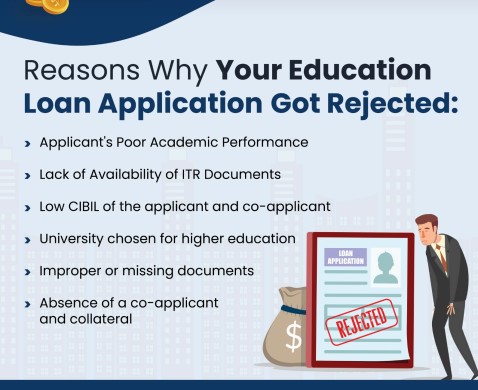 Reasons Why Your Education
Loan Application Got Rejected:
Applicant's Poor Academic Performance
Lack of Availability of ITR Documents
Low CIBIL of the applicant and co-applicant
University chosen for higher education
Improper or missing documents
Absence of a co-applicant
and collateral
LOAN
APPLICATION
REJECTED
$